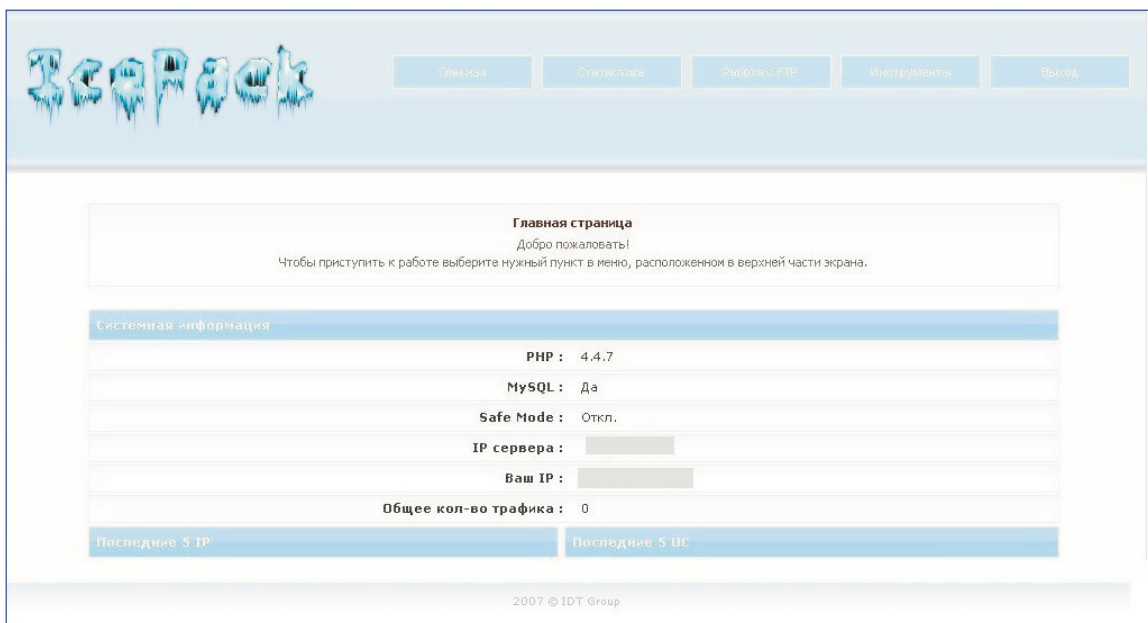 IcePack
Главная Статистика Работа с FTP Инструменты Выход
Главная страница
Добро пожаловать!
Чтобы приступить к работе выберите нужный пункт в меню, расположенном в верхней части экрана.
Системная информация
PHP : 4.4.7
MySQL : Да
Safe Mode : Откл.
IP сервера :
Ваш IP :
Общее кол-во трафика : 0
Последние 5 IP Последние 5 ОС
2007 © IDT Group